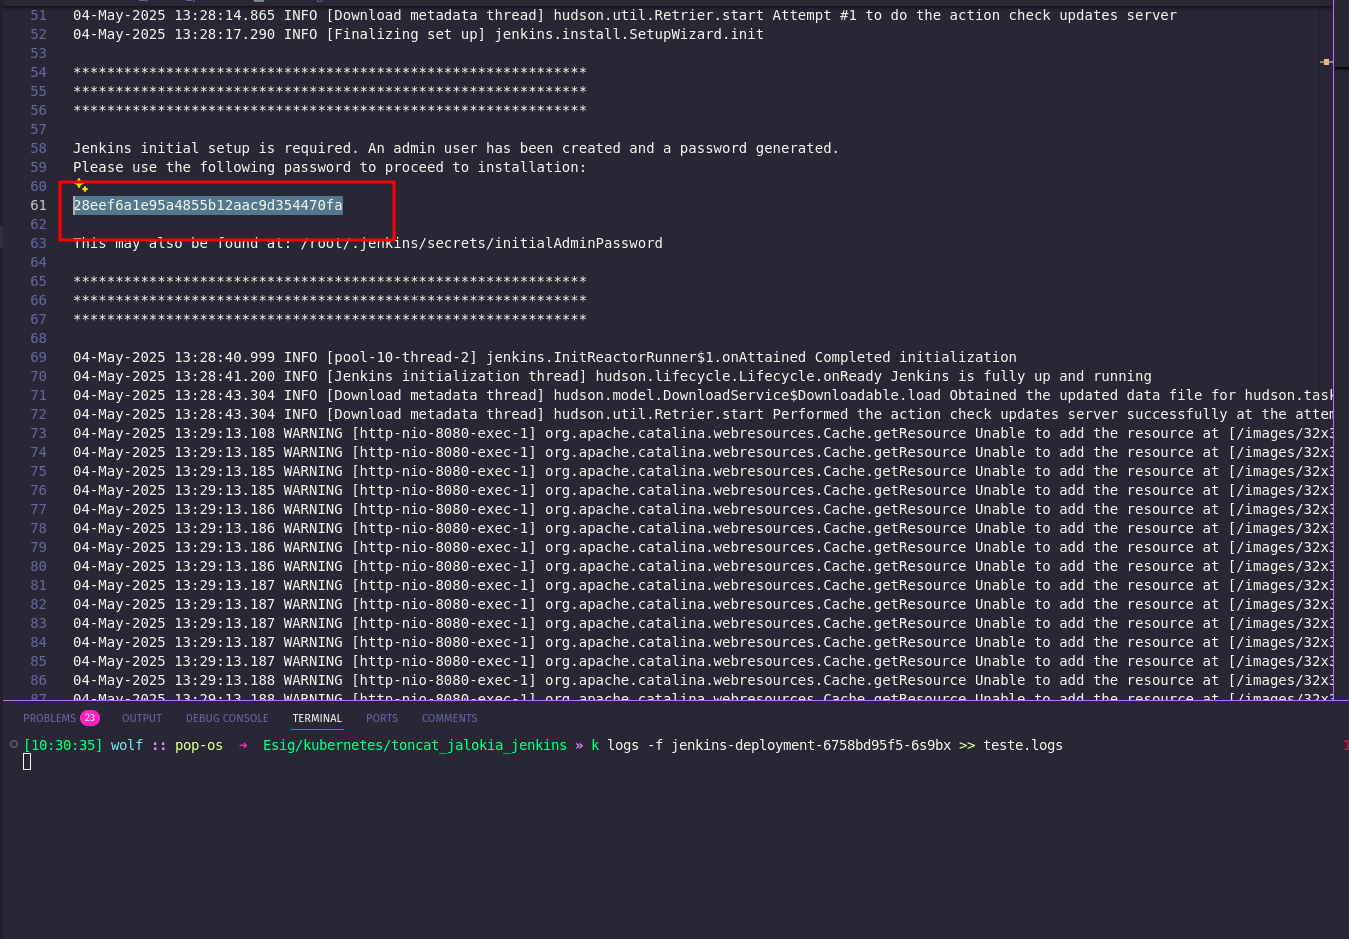 51 04-May-2025 13:28:14.865 INFO [Download metadata thread] hudson.util.Retrier.start Attempt #1 to do the action check updates server
52 04-May-2025 13:28:17.290 INFO [Finalizing set up] jenkins.install.SetupWizard.init
53
54 *************************************************************
55 *************************************************************
56 *************************************************************
57
58 Jenkins initial setup is required. An admin user has been created and a password generated.
59 Please use the following password to proceed to installation:
60
61 28eef6a1e95a4855b12aac9d354470fa
62
63 This may also be found at: /root/.jenkins/secrets/initialAdminPassword
64
65 *************************************************************
66 *************************************************************
67 *************************************************************
68
69 04-May-2025 13:28:40.999 INFO [pool-10-thread-2] jenkins.InitReactorRunner$1.onAttained Completed initialization
70 04-May-2025 13:28:41.200 INFO [Jenkins initialization thread] hudson.lifecycle.Lifecycle.onReady Jenkins is fully up and running
71 04-May-2025 13:28:43.304 INFO [Download metadata thread] hudson.model.DownloadService$Downloadable.load Obtained the updated data file for hudson.task
72 04-May-2025 13:28:43.304 INFO [Download metadata thread] hudson.util.Retrier.start Performed the action check updates server successfully at the attem
73 04-May-2025 13:29:13.108 WARNING [http-nio-8080-exec-1] org.apache.catalina.webresources.Cache.getResource Unable to add the resource at [/images/32x3
74 04-May-2025 13:29:13.185 WARNING [http-nio-8080-exec-1] org.apache.catalina.webresources.Cache.getResource Unable to add the resource at [/images/32x3
75 04-May-2025 13:29:13.185 WARNING [http-nio-8080-exec-1] org.apache.catalina.webresources.Cache.getResource Unable to add the resource at [/images/32x3
76 04-May-2025 13:29:13.185 WARNING [http-nio-8080-exec-1] org.apache.catalina.webresources.Cache.getResource Unable to add the resource at [/images/32x3
77 04-May-2025 13:29:13.186 WARNING [http-nio-8080-exec-1] org.apache.catalina.webresources.Cache.getResource Unable to add the resource at [/images/32x3
78 04-May-2025 13:29:13.186 WARNING [http-nio-8080-exec-1] org.apache.catalina.webresources.Cache.getResource Unable to add the resource at [/images/32x3
79 04-May-2025 13:29:13.186 WARNING [http-nio-8080-exec-1] org.apache.catalina.webresources.Cache.getResource Unable to add the resource at [/images/32x3
80 04-May-2025 13:29:13.186 WARNING [http-nio-8080-exec-1] org.apache.catalina.webresources.Cache.getResource Unable to add the resource at [/images/32x3
81 04-May-2025 13:29:13.187 WARNING [http-nio-8080-exec-1] org.apache.catalina.webresources.Cache.getResource Unable to add the resource at [/images/32x3
82 04-May-2025 13:29:13.187 WARNING [http-nio-8080-exec-1] org.apache.catalina.webresources.Cache.getResource Unable to add the resource at [/images/32x3
83 04-May-2025 13:29:13.187 WARNING [http-nio-8080-exec-1] org.apache.catalina.webresources.Cache.getResource Unable to add the resource at [/images/32x3
84 04-May-2025 13:29:13.187 WARNING [http-nio-8080-exec-1] org.apache.catalina.webresources.Cache.getResource Unable to add the resource at [/images/32x3
85 04-May-2025 13:29:13.187 WARNING [http-nio-8080-exec-1] org.apache.catalina.webresources.Cache.getResource Unable to add the resource at [/images/32x3
86 04-May-2025 13:29:13.188 WARNING [http-nio-8080-exec-1] org.apache.catalina.webresources.Cache.getResource Unable to add the resource at [/images/32x3
87 04-May-2025 13:29:13.188 WARNING [http-nio-8080-exec-1] org.apache.catalina.webresources.Cache.getResource Unable to add the resource at [/images/32x3
PROBLEMS 23 OUTPUT DEBUG CONSOLE TERMINAL PORTS COMMENTS
[10:30:35] wolf :: pop-os ➜ Esig/kubernetes/toncat_jalokia_jenkins » k logs -f jenkins-deployment-6758bd95f5-6s9bx >> teste.logs